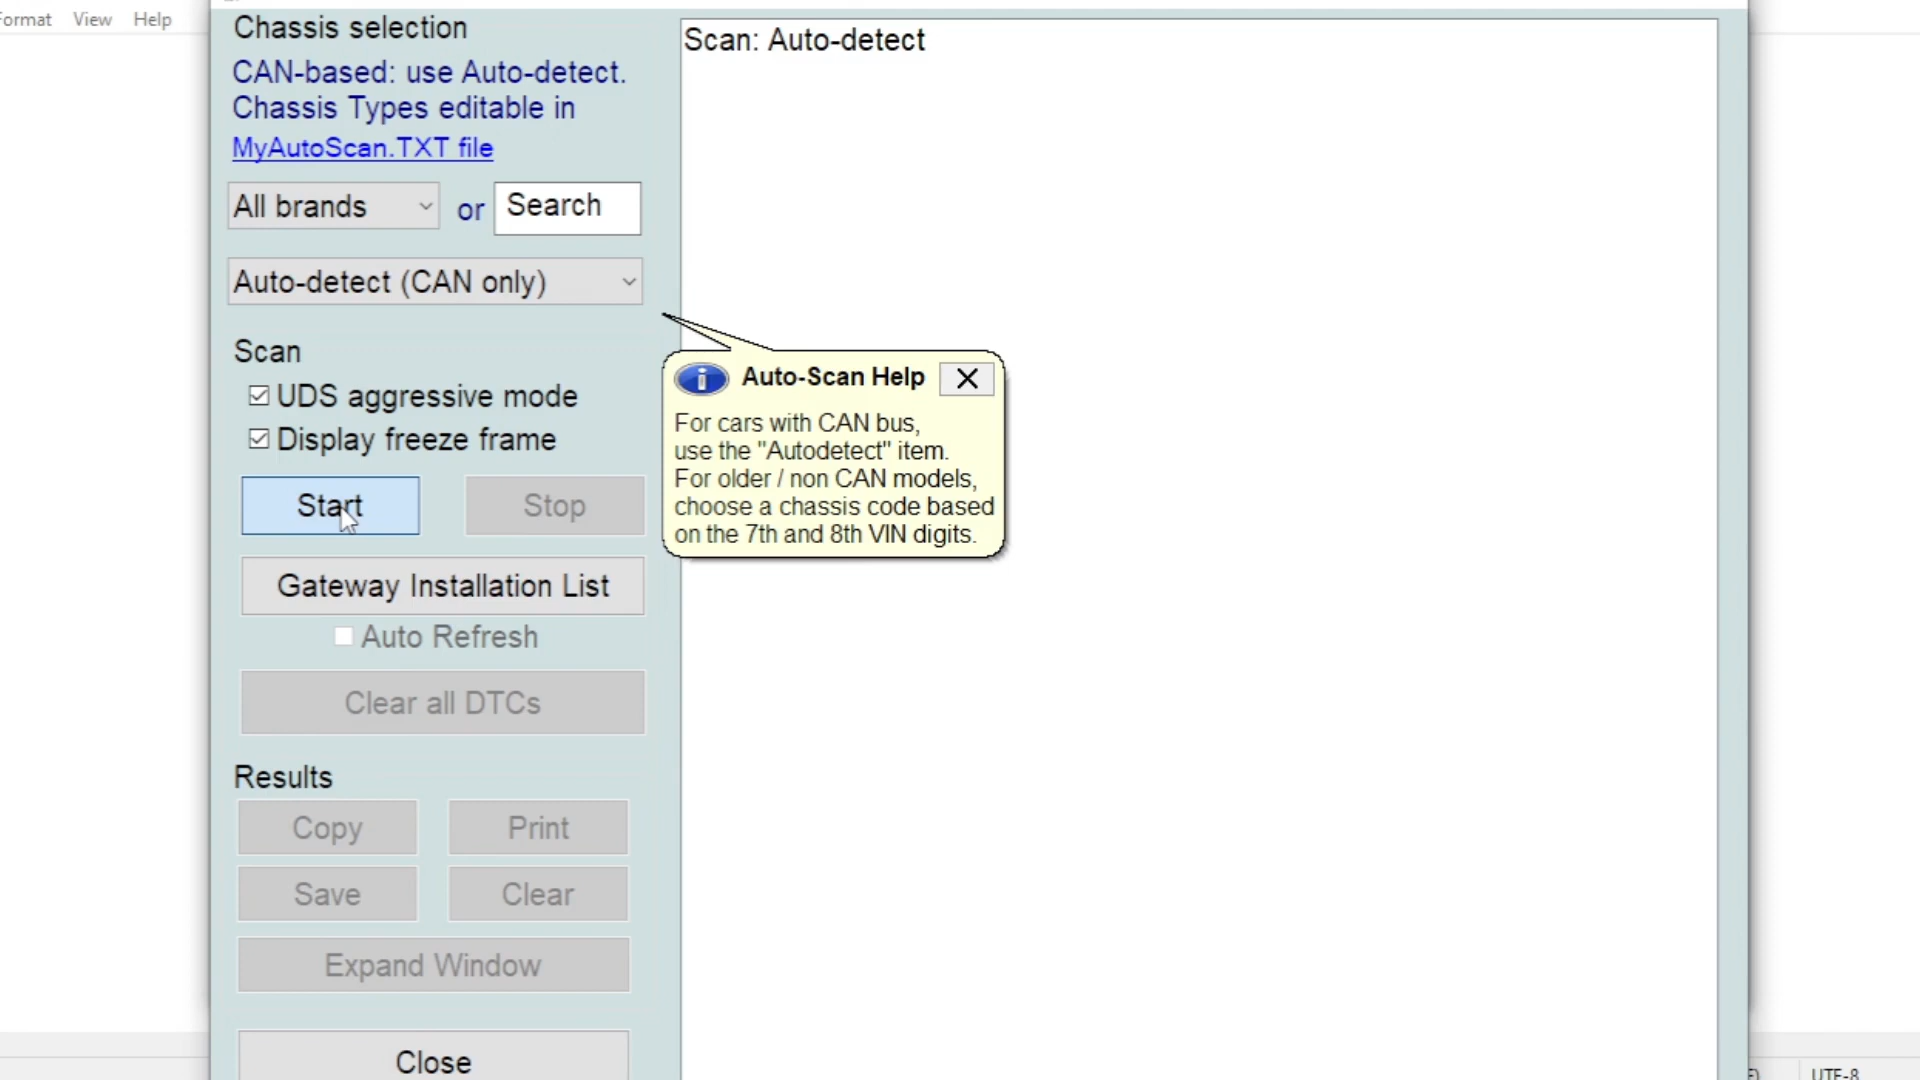 Format View Help
Chassis selection
CAN-based: use Auto-detect.
Chassis Types editable in
MyAutoScan.TXT file
All brands or Search
Auto-detect (CAN only)
Scan
UDS aggressive mode
Display freeze frame
Start Stop
Gateway Installation List
Auto Refresh
Clear all DTCs
Results
Copy Print
Save Clear
Expand Window
Close
Scan: Auto-detect
Auto-Scan Help
For cars with CAN bus,
use the "Autodetect" item.
For older / non CAN models,
choose a chassis code based
on the 7th and 8th VIN digits.
UTF-8